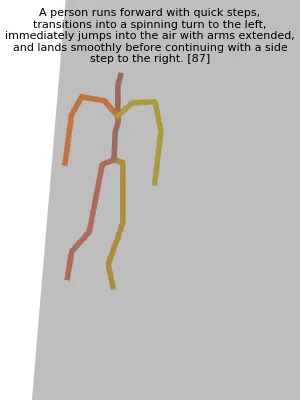 A person runs forward with quick steps,
transitions into a spinning turn to the left,
immediately jumps into the air with arms extended,
and lands smoothly before continuing with a side
step to the right. [87]